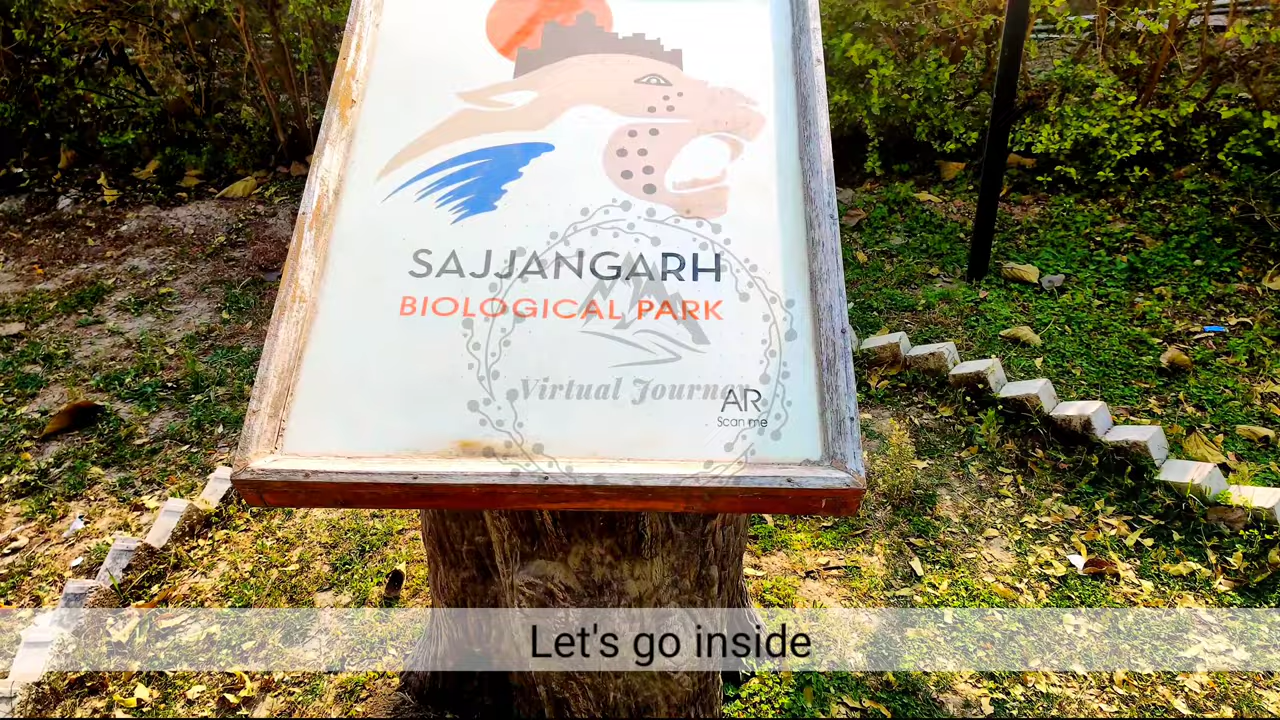 SAJJANGARH
BIOLOGICAL PARK
Virtual Journey
AR
Scan me
Let's go inside